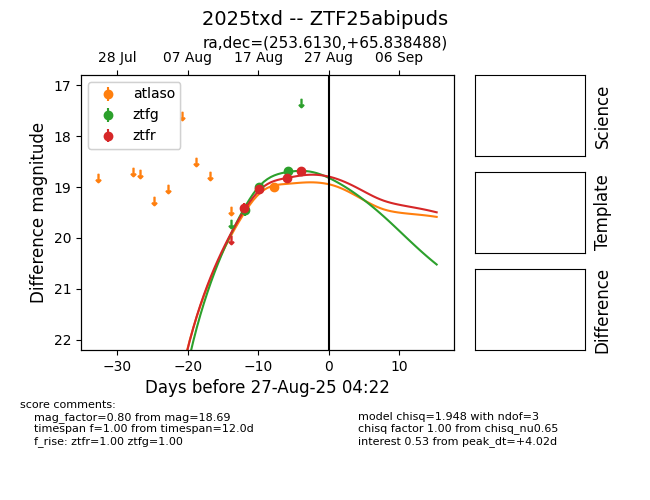 2025txd -- ZTF25abipuds
ra,dec=(253.6130,+65.838488)
28 Jul 07 Aug 17 Aug 27 Aug 06 Sep
atlaso
ztfg
ztfr
17
18
19
20
21
22
Difference magnitude
−30 −20 −10 0 10
Days before 27-Aug-25 04:22
Science
Template
Difference
score comments:
mag_factor=0.80 from mag=18.69
timespan f=1.00 from timespan=12.0d
f_rise: ztfr=1.00 ztfg=1.00
model chisq=1.948 with ndof=3
chisq factor 1.00 from chisq_nu0.65
interest 0.53 from peak_dt=+4.02d